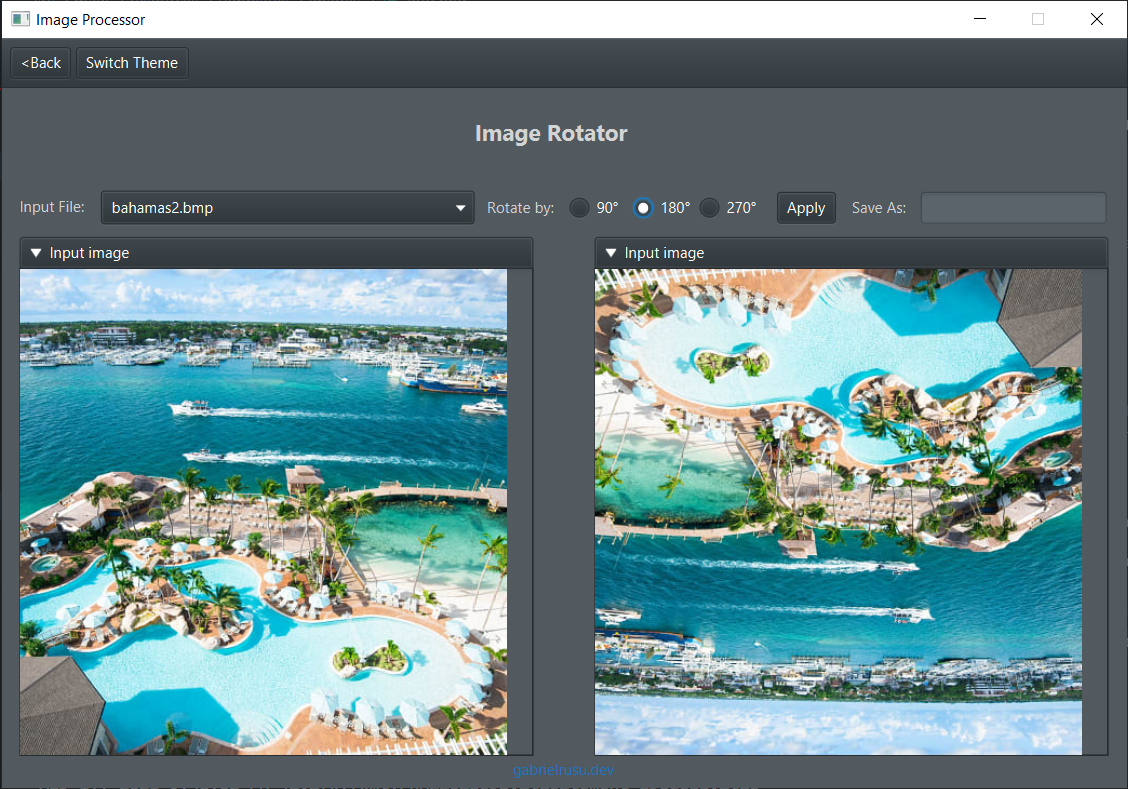 Image Processor
<Back Switch Theme
Image Rotator
Input File: bahamas2.bmp Rotate by: 90° 180° 270° Apply Save As:
Input image Input image
gabrielrusu.dev